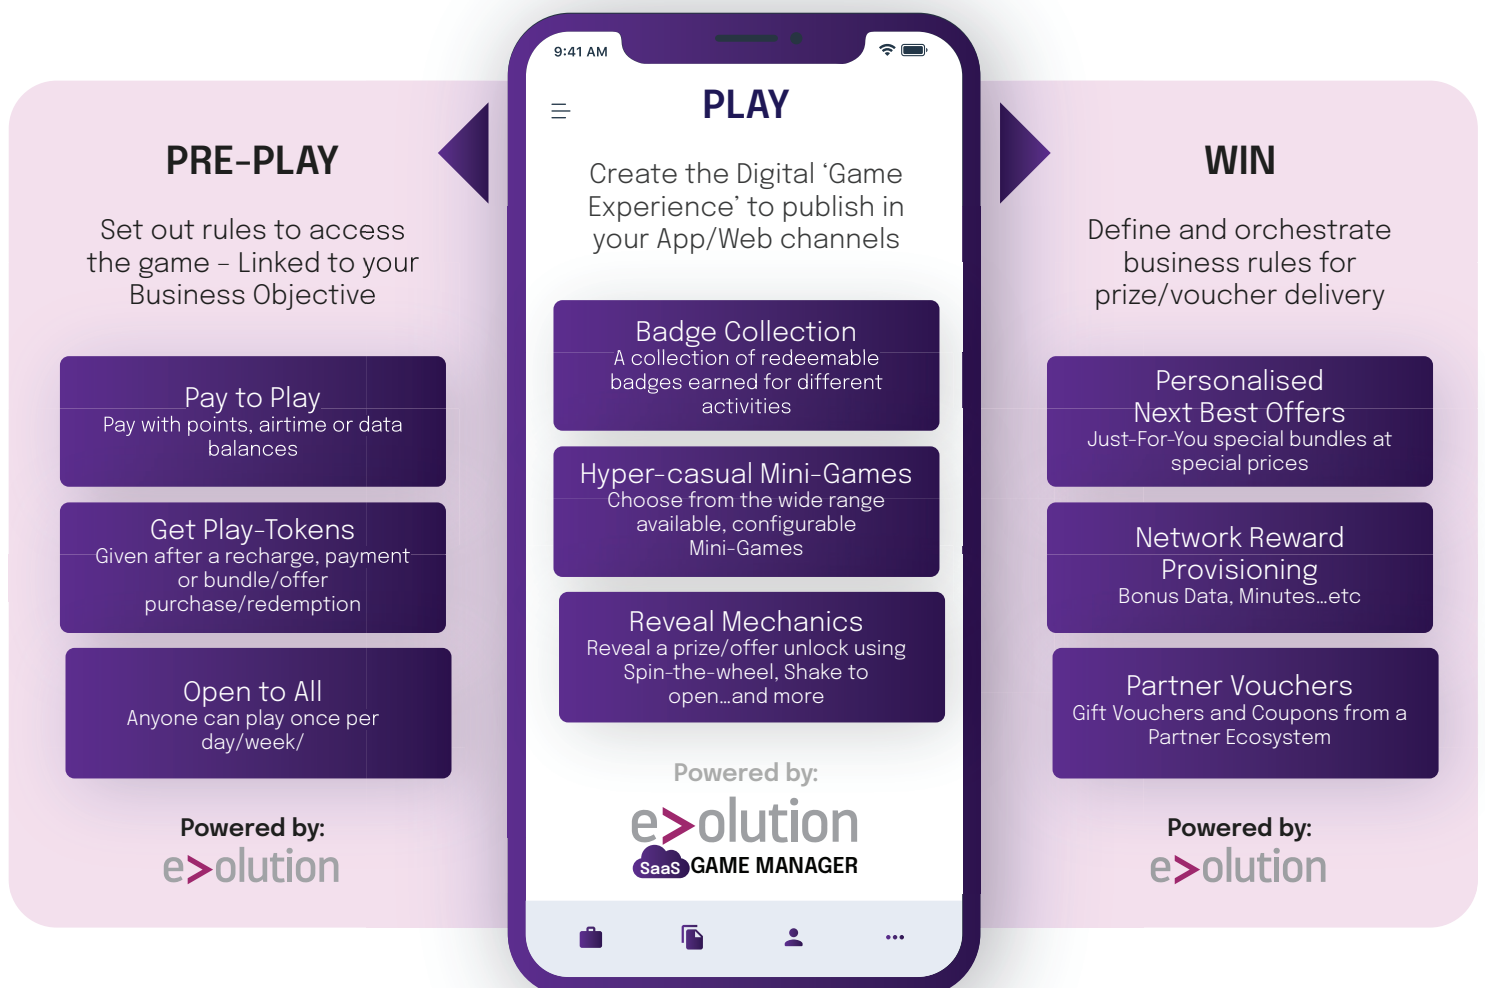 PRE-PLAY
Set out rules to access
the game – Linked to your
Business Objective
Pay to Play
Pay with points, airtime or data
balances
Get Play-Tokens
Given after a recharge, payment
or bundle/offer
purchase/redemption
Open to All
Anyone can play once per
day/week/
Powered by:
e>olution
9:41 AM
PLAY
Create the Digital ‘Game
Experience’ to publish in
your App/Web channels
Badge Collection
A collection of redeemable
badges earned for different
activities
Hyper-casual Mini-Games
Choose from the wide range
available, configurable
Mini-Games
Reveal Mechanics
Reveal a prize/offer unlock using
Spin-the-wheel, Shake to
open...and more
Powered by:
e>olution
SaaS GAME MANAGER
WIN
Define and orchestrate
business rules for
prize/voucher delivery
Personalised
Next Best Offers
Just-For-You special bundles at
special prices
Network Reward
Provisioning
Bonus Data, Minutes...etc
Partner Vouchers
Gift Vouchers and Coupons from a
Partner Ecosystem
Powered by:
e>olution